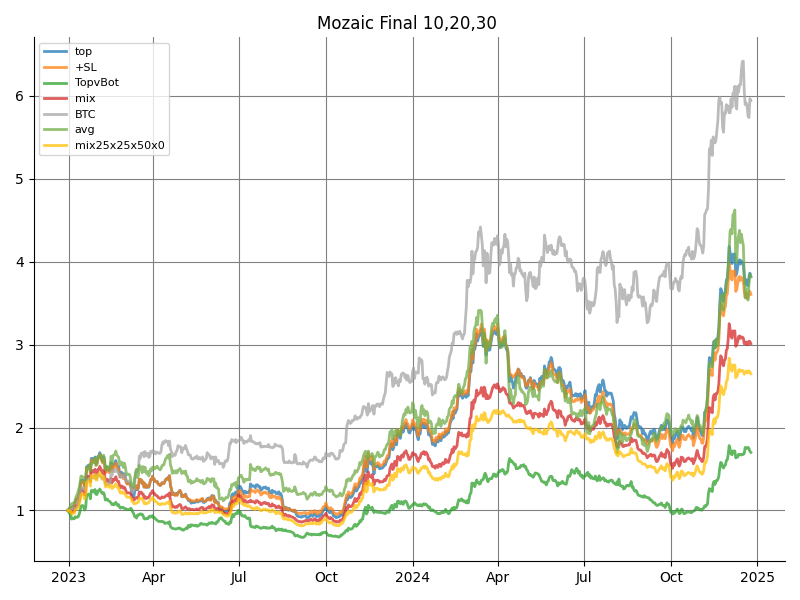 Mozaic Final 10,20,30
top
+SL
TopvBot
mix
BTC
avg
mix25x25x50x0
6
5
4
3
2
1
2023 Apr Jul Oct 2024 Apr Jul Oct 2025